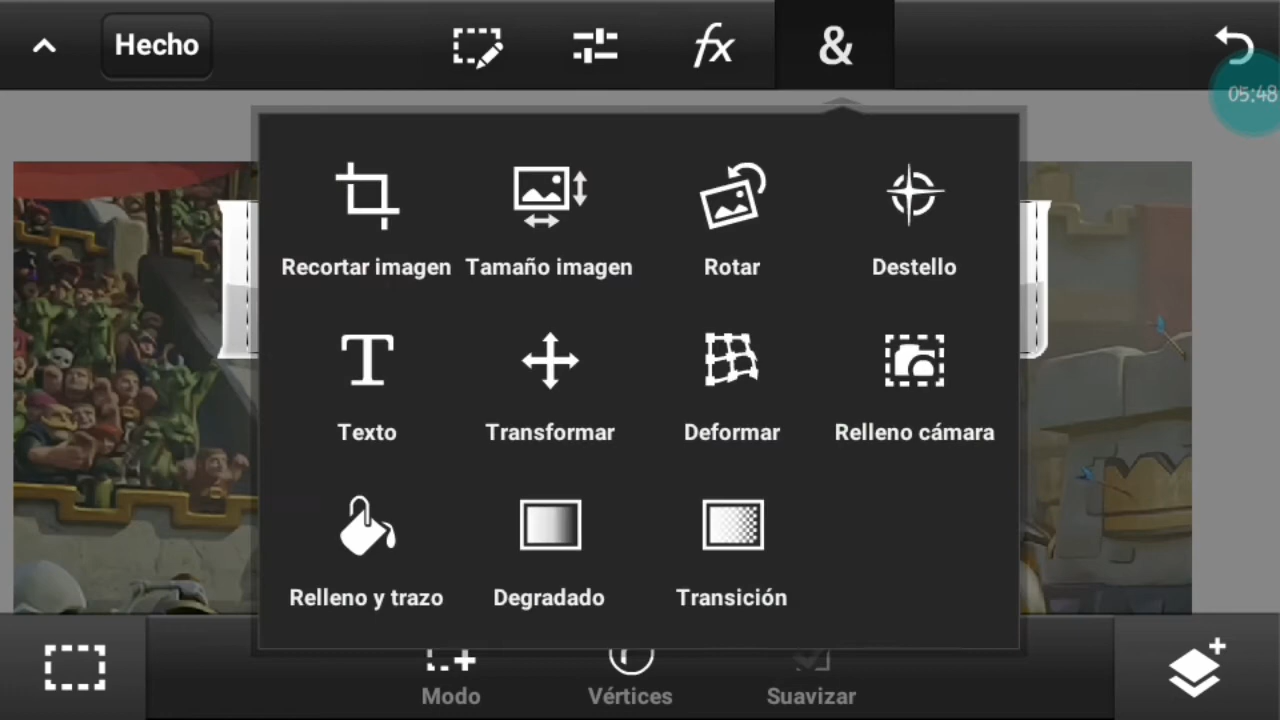 Hecho
fx
&
05:48
Recortar imagen
Tamaño imagen
Rotar
Destello
T
Texto
Transformar
Deformar
Relleno cámara
Relleno y trazo
Degradado
Transición
Modo
Vértices
Suavizar